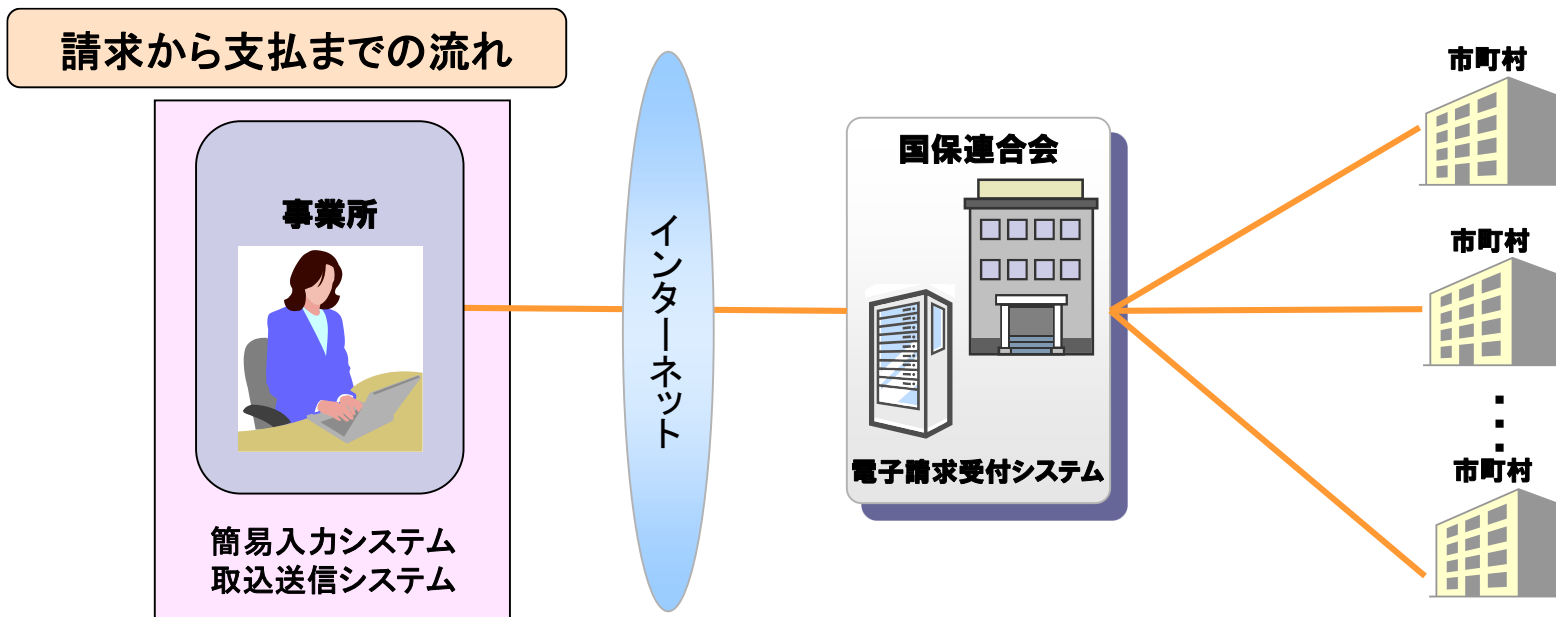 請求から支払までの流れ
事業所
簡易入力システム
取込送信システム
インターネット
国保連合会
電子請求受付システム
市町村
市町村
市町村